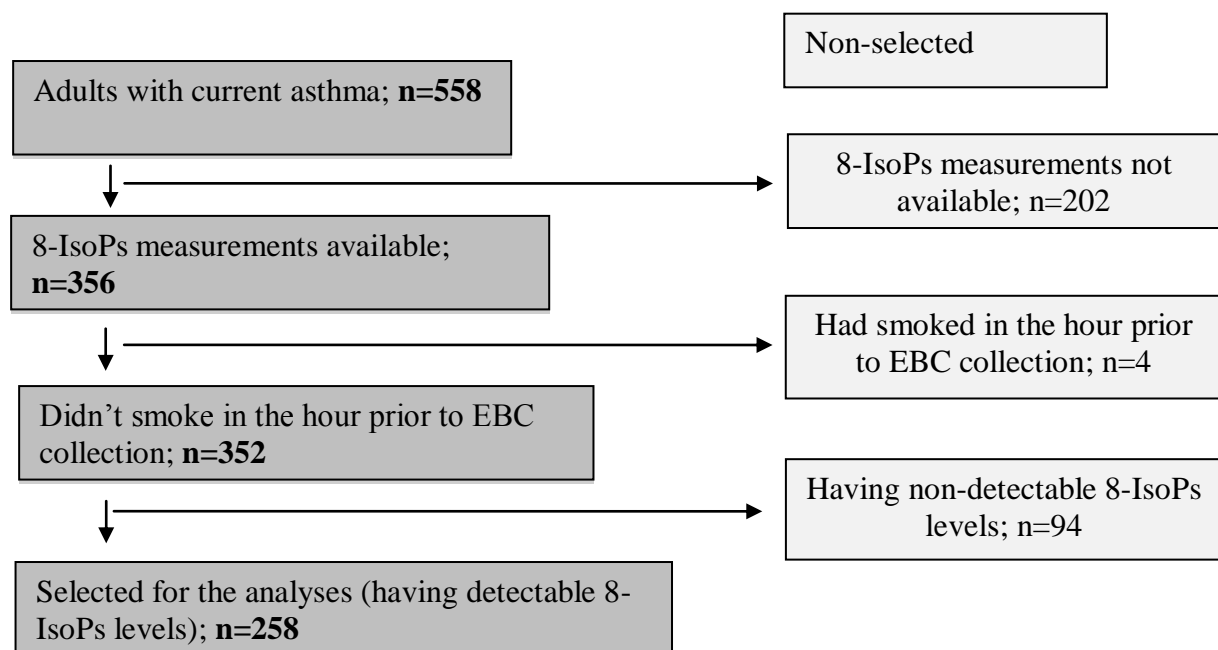 Non-selected
Adults with current asthma; n=558
8-IsoPs measurements not
available; n=202
8-IsoPs measurements available;
n=356
Had smoked in the hour prior
to EBC collection; n=4
Didn’t smoke in the hour prior to EBC
collection; n=352
Having non-detectable 8-IsoPs
levels; n=94
Selected for the analyses (having detectable 8-
IsoPs levels); n=258